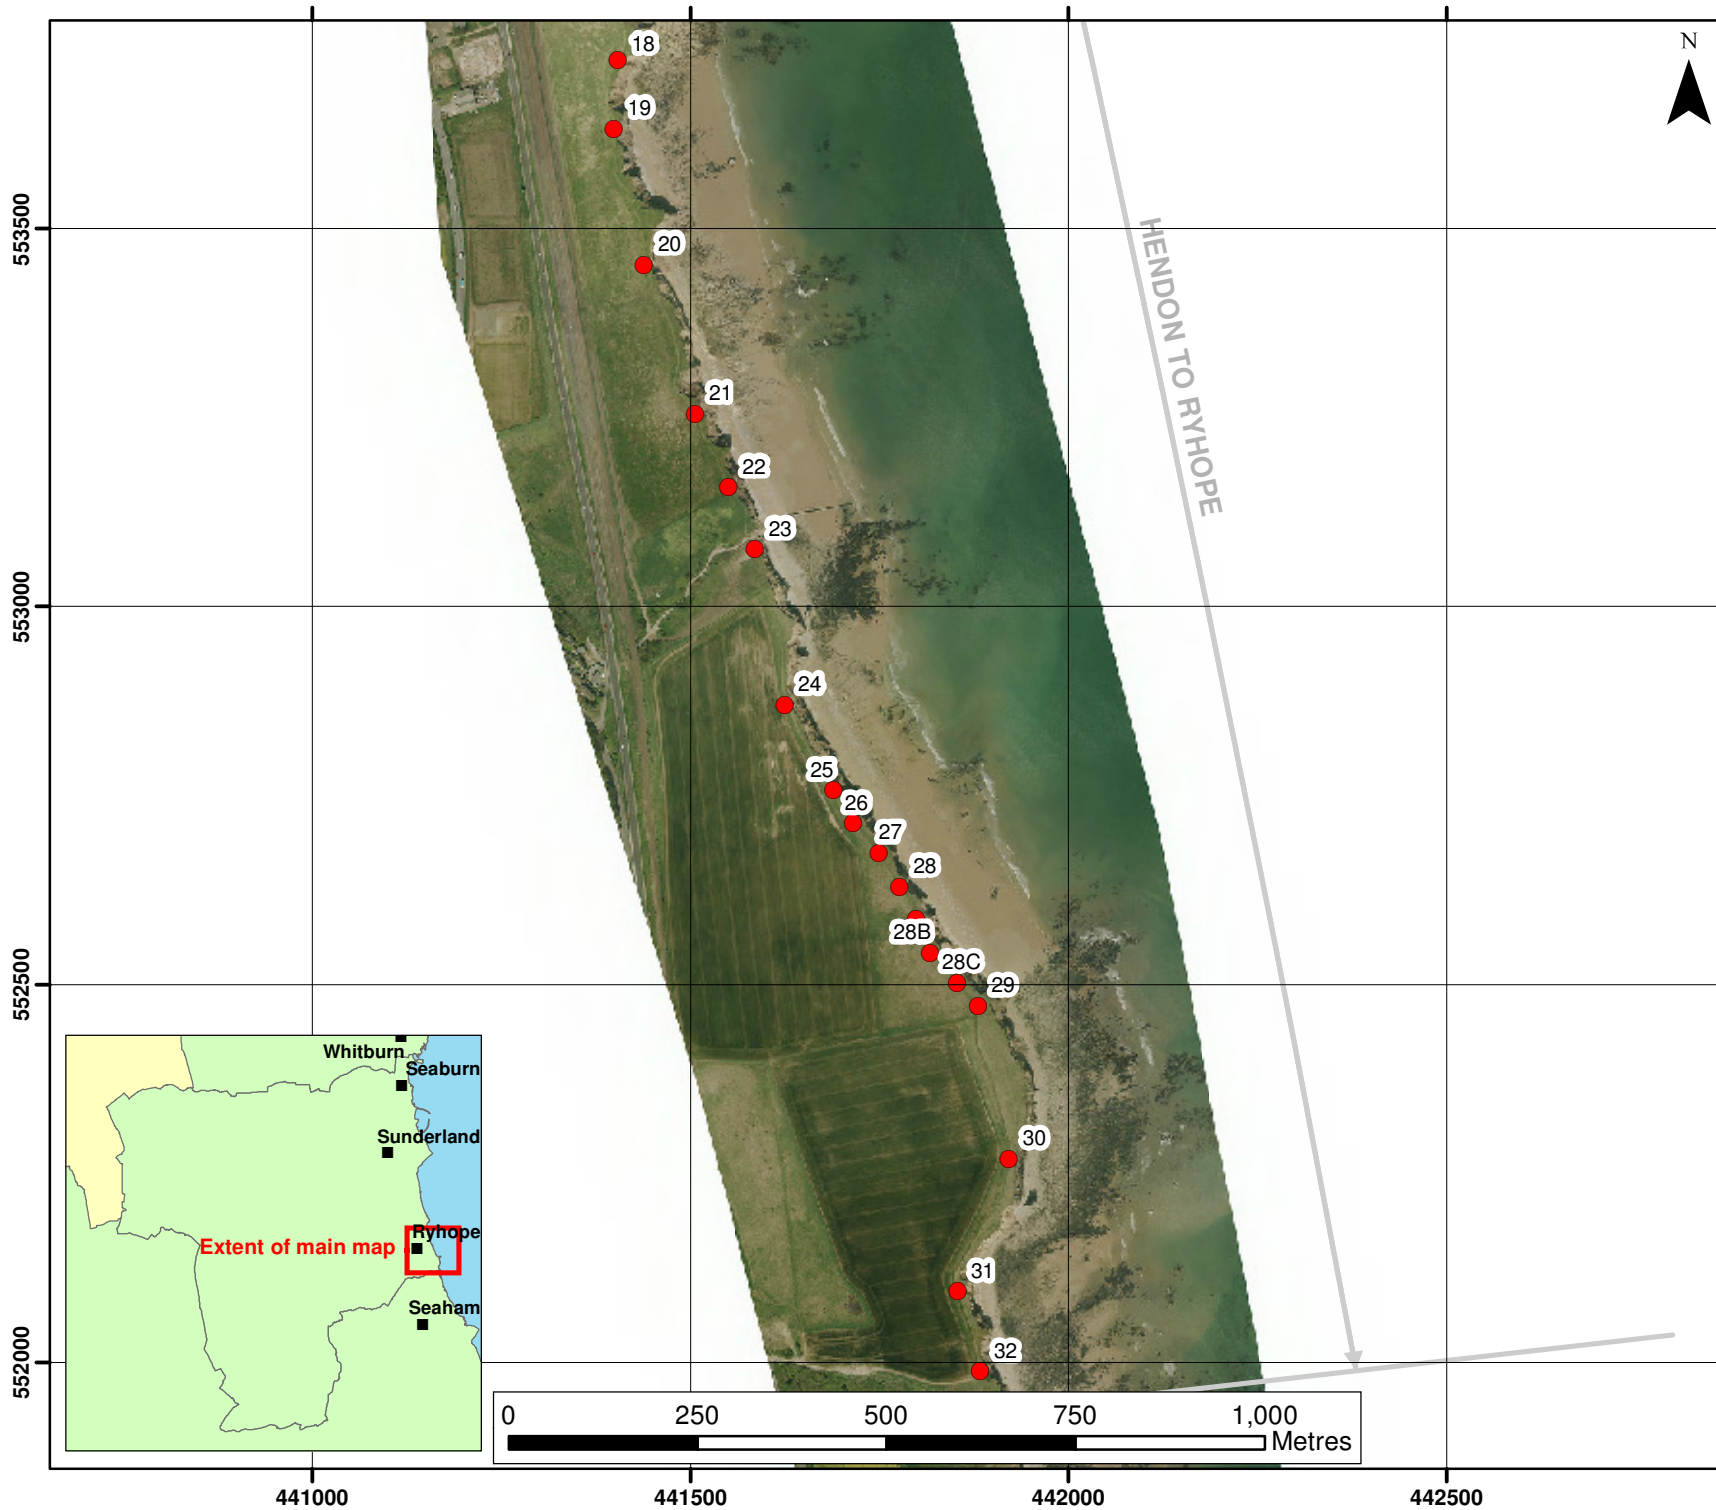 N
18
19
553500
20
HENDON TO RYHOPE
21
22
23
553000
24
25
26
27
28
28B
28C
552500
29
Whitburn
Seaburn
Sunderland
30
Ryhope
Extent of main map
31
Seaham
32
552000
0 250 500 750 1,000
Metres
441000 441500 442000 442500